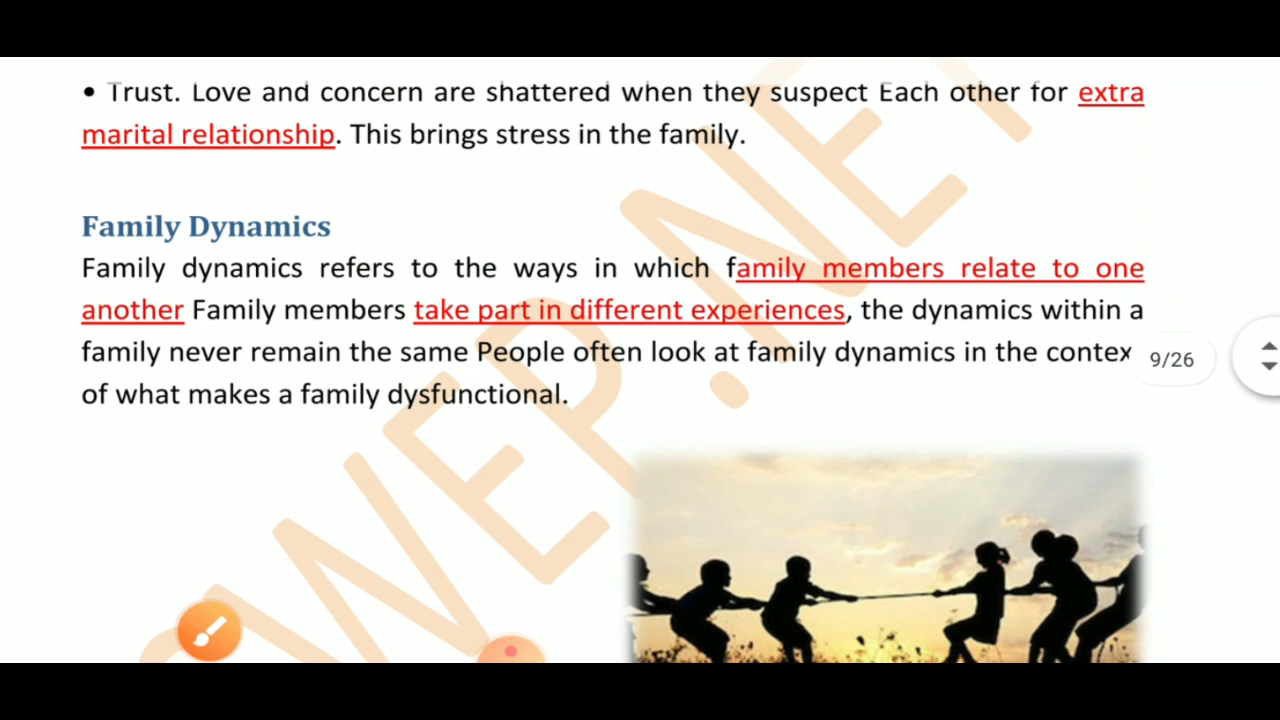 • Trust. Love and concern are shattered when they suspect Each other for extra
marital relationship. This brings stress in the family.
Family Dynamics
Family dynamics refers to the ways in which family members relate to one
another Family members take part in different experiences, the dynamics within a
family never remain the same People often look at family dynamics in the contex
of what makes a family dysfunctional.
9/26